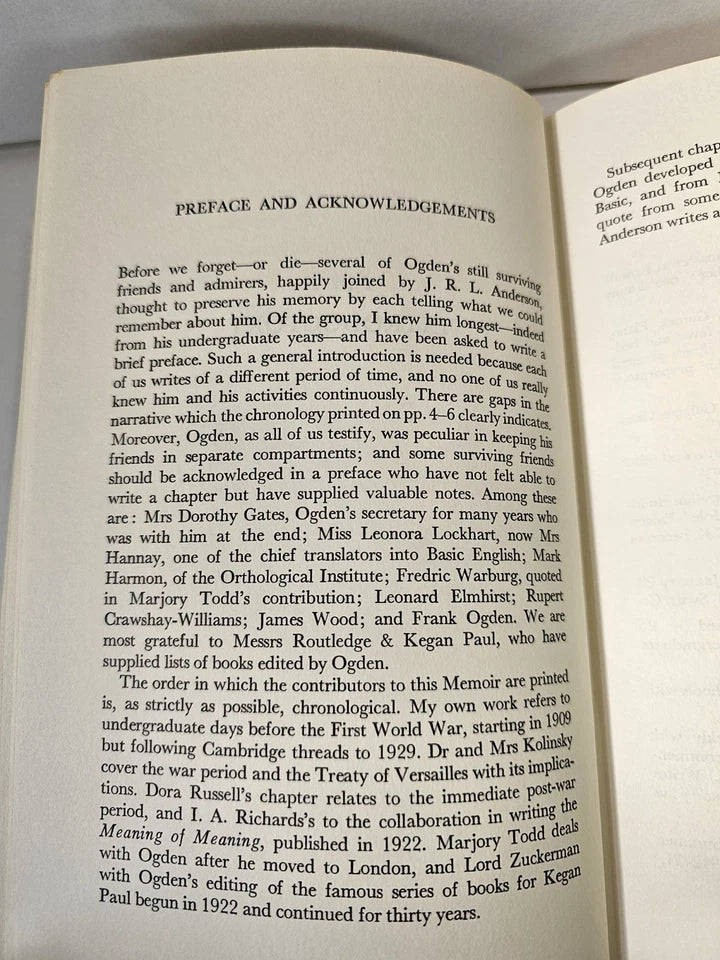 PREFACE AND ACKNOWLEDGEMENTS
Before we forget—or die—several of Ogden's still surviving
friends and admirers, happily joined by J. R. L. Anderson,
thought to preserve his memory by each telling what we could
remember about him. Of the group, I knew him longest—indeed
from his undergraduate years—and have been asked to write a
brief preface. Such a general introduction is needed because each
of us writes of a different period of time, and no one of us really
knew him and his activities continuously. There are gaps in the
narrative which the chronology printed on pp. 4–6 clearly indicates.
Moreover, Ogden, as all of us testify, was peculiar in keeping his
friends in separate compartments; and some surviving friends
should be acknowledged in a preface who have not felt able to
write a chapter but have supplied valuable notes. Among these
are: Mrs Dorothy Gates, Ogden's secretary for many years who
was with him at the end; Miss Leonora Lockhart, now Mrs
Hannay, one of the chief translators into Basic English; Mark
Harmon, of the Orthological Institute; Fredric Warburg, quoted
in Marjory Todd's contribution; Leonard Elmhirst; Rupert
Crawshay-Williams; James Wood; and Frank Ogden. We are
most grateful to Messrs Routledge & Kegan Paul, who have
supplied lists of books edited by Ogden.
The order in which the contributors to this Memoir are printed
is, as strictly as possible, chronological. My own work refers to
undergraduate days before the First World War, starting in 1909
but following Cambridge threads to 1929. Dr and Mrs Kolinsky
cover the war period and the Treaty of Versailles with its implica-
tions. Dora Russell's chapter relates to the immediate post-war
period, and I. A. Richards's to the collaboration in writing the
Meaning of Meaning, published in 1922. Marjory Todd deals
with Ogden after he moved to London, and Lord Zuckerman
with Ogden's editing of the famous series of books for Kegan
Paul begun in 1922 and continued for thirty years.
Subsequent chap
Ogden developed
Basic, and from
quote from some
Anderson writes a